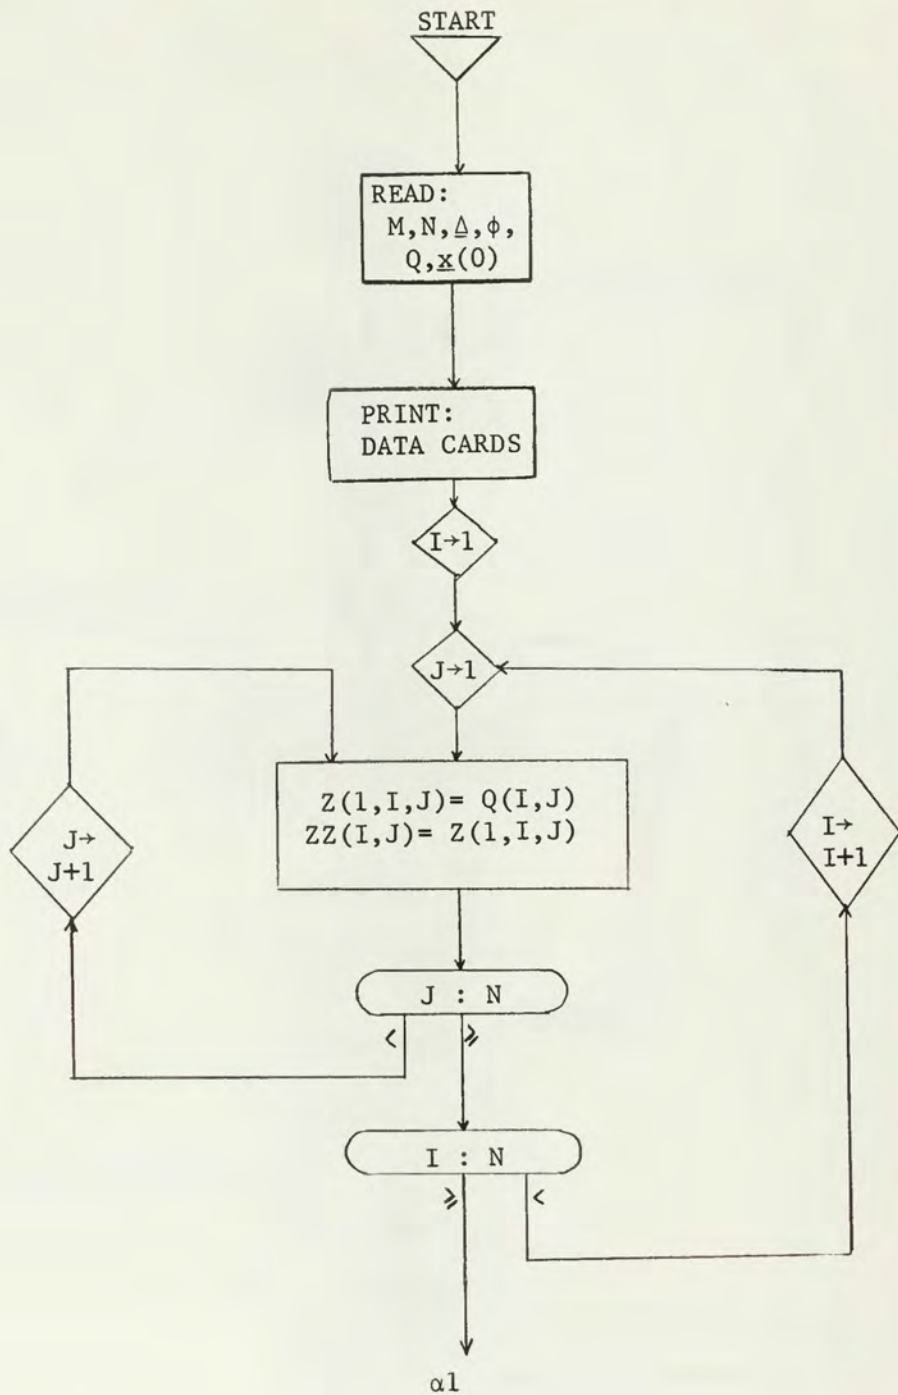 START
READ:
M,N,Δ̲,ϕ,
Q,x̲(0)
PRINT:
DATA CARDS
I→1
J→1
Z(1,I,J)= Q(I,J)
ZZ(I,J)= Z(1,I,J)
J→
J+1
I→
I+1
J : N
< ⩾
I : N
⩾ <
α1